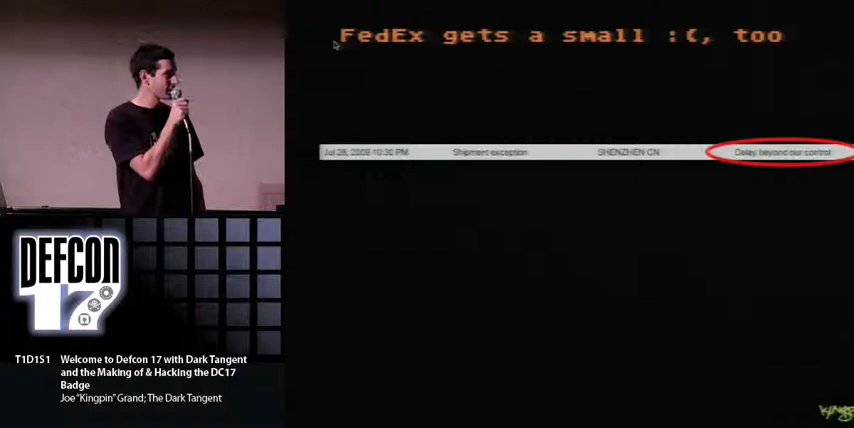 FedEx gets a small :(, too
Jul 28, 2009 10:30 PM Shipment exception SHENZHEN CN Delay beyond our control
DEFCON
17
T1D1S1 Welcome to Defcon 17 with Dark Tangent
and the Making of & Hacking the DC17
Badge
Joe "Kingpin" Grand; The Dark Tangent